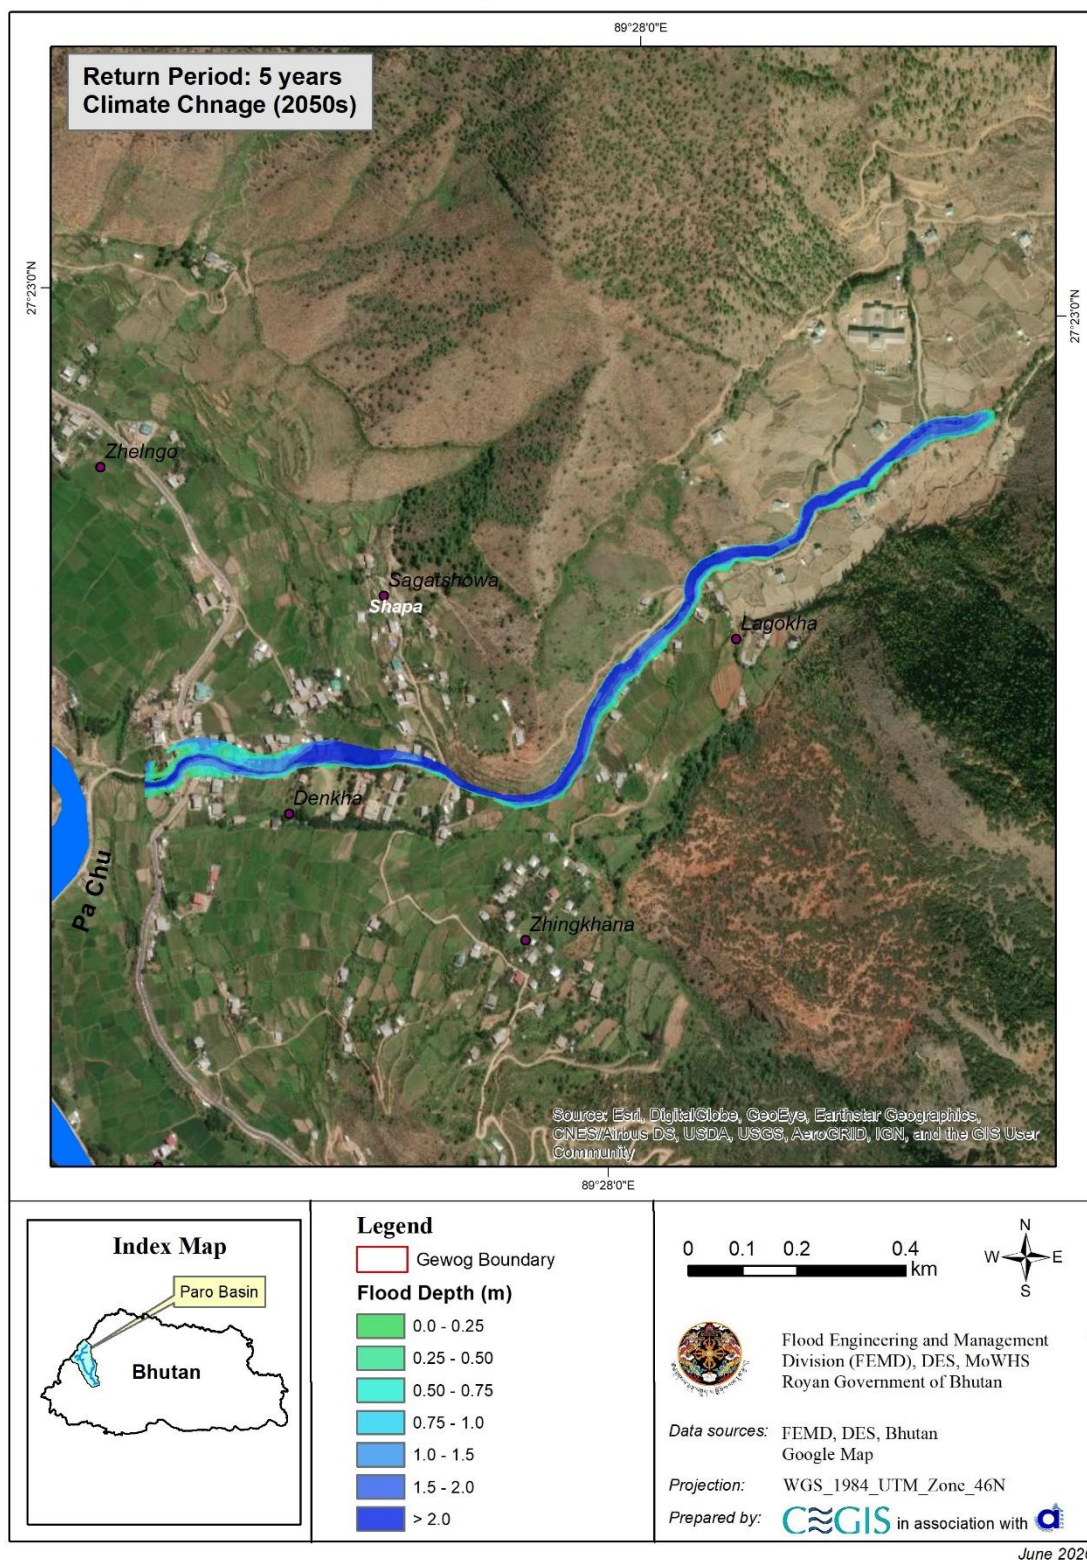 89°28'0"E
Return Period: 5 years
Climate Chnage (2050s)
27°23'0"N
27°23'0"N
Zhelngo
Sagatshowa
Shapa
Lagokha
Denkha
Pa Chu
Zhingkhana
Source: Esri, DigitalGlobe, GeoEye, Earthstar Geographics,
CNES/Airbus DS, USDA, USGS, AeroGRID, IGN, and the GIS User
Community
89°28'0"E
Index Map
Paro Basin
Bhutan
Legend
Gewog Boundary
Flood Depth (m)
0.0 - 0.25
0.25 - 0.50
0.50 - 0.75
0.75 - 1.0
1.0 - 1.5
1.5 - 2.0
> 2.0
0 0.1 0.2 0.4
km
N
W E
S
Flood Engineering and Management
Division (FEMD), DES, MoWHS
Royan Government of Bhutan
Data sources: FEMD, DES, Bhutan
Google Map
Projection: WGS_1984_UTM_Zone_46N
Prepared by: CEGIS in association with
June 2020